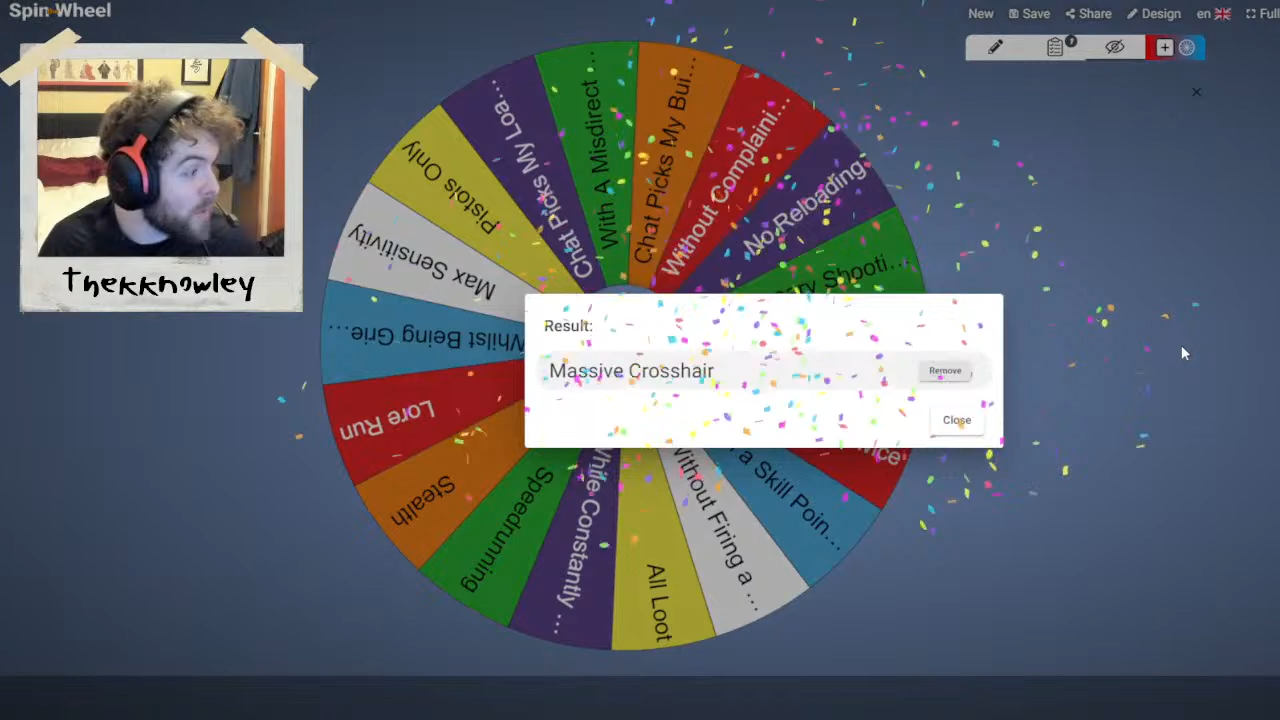 Spin the Wheel
New
Save
Share
Design
en
Full
Thekknowley
Chat Picks My Loa...
With A Misdirect ...
Chat Picks My Bui...
Without Complaini...
No Reloading
Shooti...
Pistols Only
Max Sensitivity
Whilst Being Grie...
Lore Run
Stealth
Speedrunning
While Constantly ...
All Loot
Without Firing a ...
a Skill Poin...
Result:
Massive Crosshair
Remove
Close